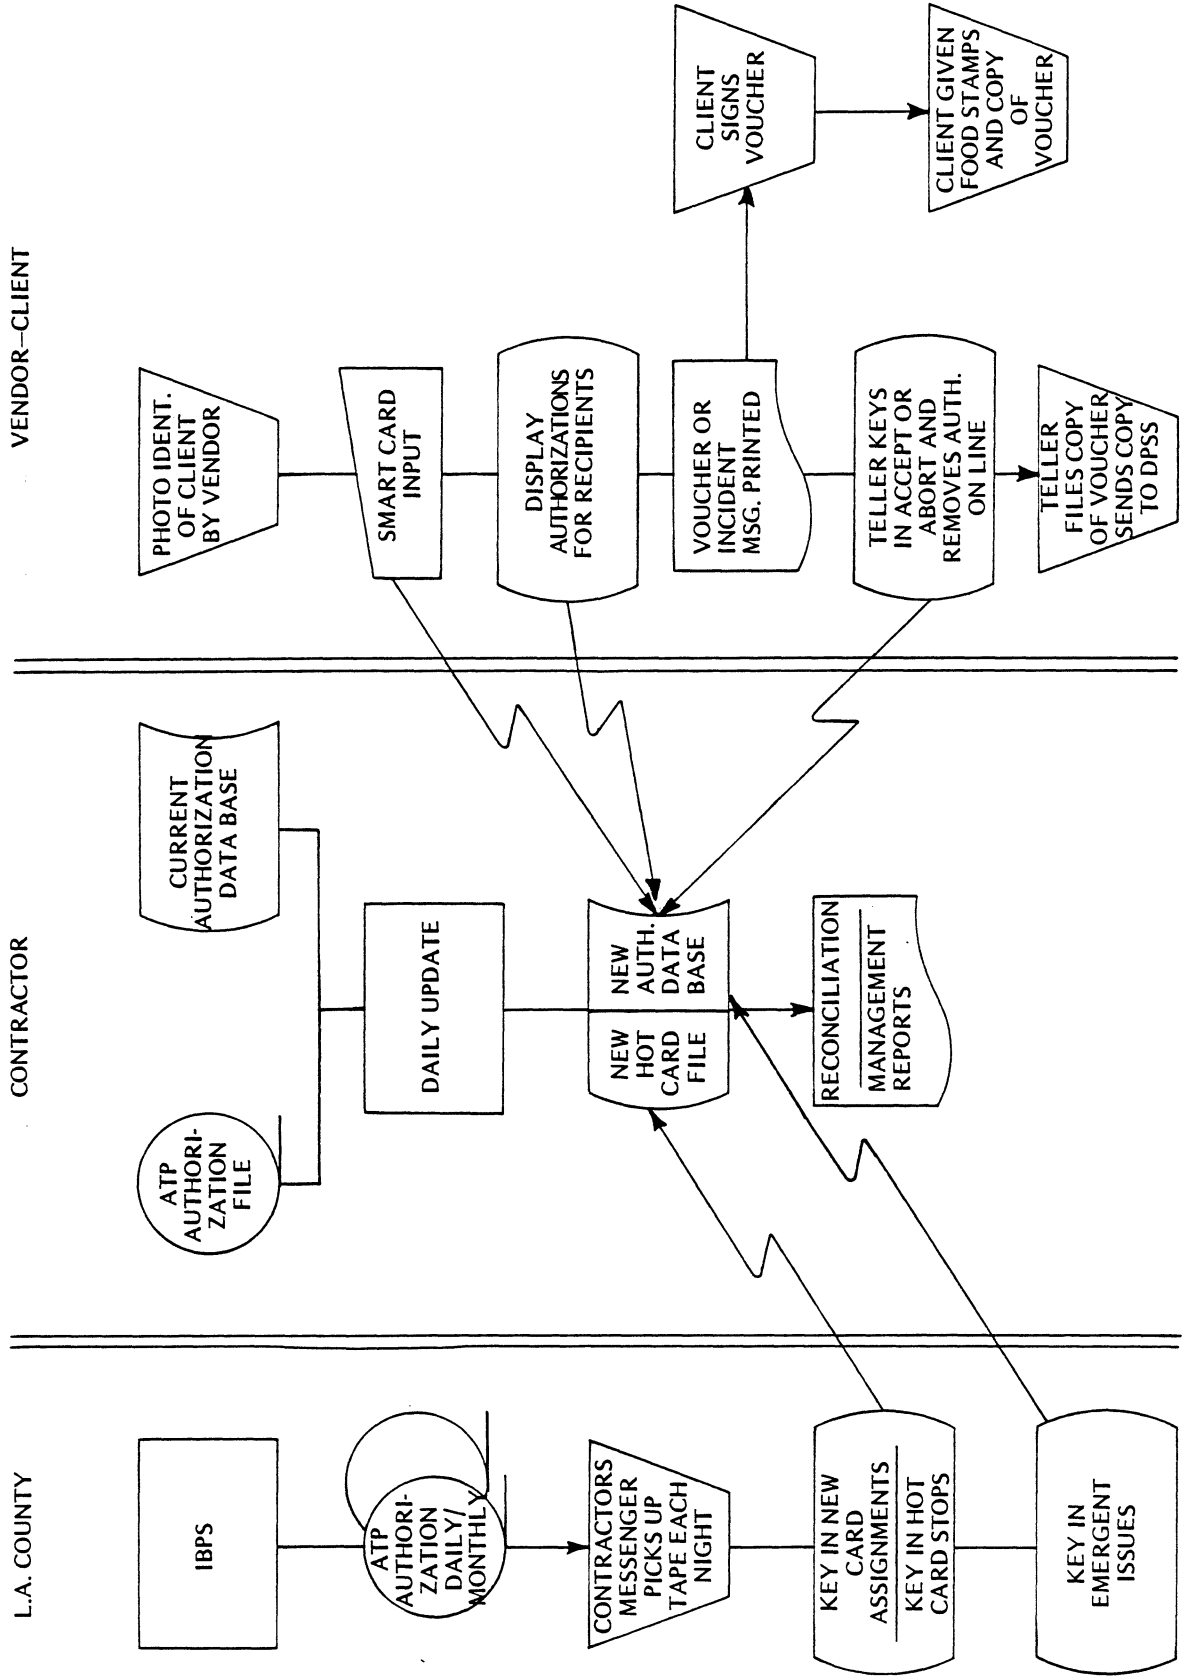 L.A. COUNTY
IBPS
ATP
AUTHORI-
ZATION
DAILY/
MONTHLY
CONTRACTORS
MESSENGER
PICKS UP
TAPE EACH
NIGHT
KEY IN NEW
CARD
ASSIGNMENTS
KEY IN HOT
CARD STOPS
KEY IN
EMERGENT
ISSUES
CONTRACTOR
ATP
AUTHORI-
ZATION
FILE
CURRENT
AUTHORIZATION
DATA BASE
DAILY UPDATE
NEW
HOT
CARD
FILE
NEW
AUTH.
DATA
BASE
RECONCILIATION
MANAGEMENT
REPORTS
VENDOR—CLIENT
PHOTO IDENT.
OF CLIENT
BY VENDOR
SMART CARD
INPUT
DISPLAY
AUTHORIZATIONS
FOR RECIPIENTS
VOUCHER OR
INCIDENT
MSG. PRINTED
CLIENT
SIGNS
VOUCHER
CLIENT GIVEN
FOOD STAMPS
AND COPY
OF
VOUCHER
TELLER KEYS
IN ACCEPT OR
ABORT AND
REMOVES AUTH.
ON LINE
TELLER
FILES COPY
OF VOUCHER
SENDS COPY
TO DPSS